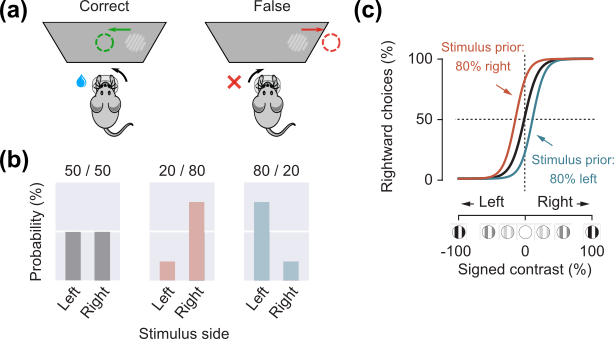 (a)
Correct
False
(b)
50 / 50
20 / 80
80 / 20
Probability (%)
Left
Right
Left
Right
Left
Right
Stimulus side
(c)
Rightward choices (%)
100
50
0
Stimulus prior:
80% right
Stimulus prior:
80% left
Left
Right
-100
0
100
Signed contrast (%)